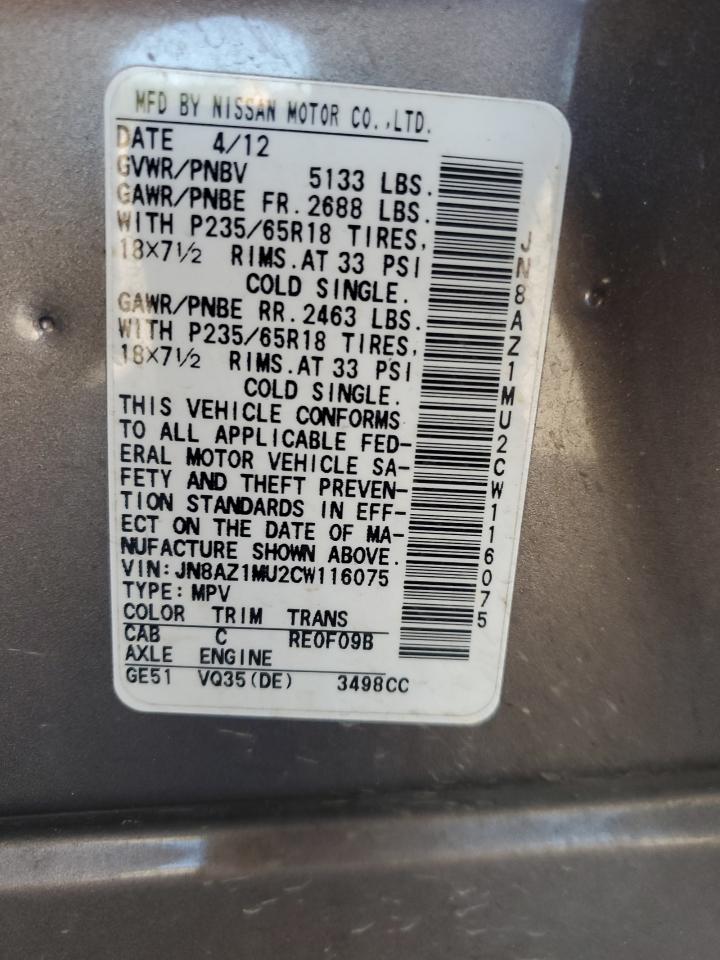 MFD BY NISSAN MOTOR CO.,LTD.
DATE 4/12
GVWR/PNBV 5133 LBS.
GAWR/PNBE FR.2688 LBS.
WITH P235/65R18 TIRES,
18X7½ RIMS.AT 33 PSI
COLD SINGLE.
GAWR/PNBE RR.2463 LBS.
WITH P235/65R18 TIRES,
18X7½ RIMS.AT 33 PSI
COLD SINGLE.
THIS VEHICLE CONFORMS
TO ALL APPLICABLE FED-
ERAL MOTOR VEHICLE SA-
FETY AND THEFT PREVEN-
TION STANDARDS IN EFF-
ECT ON THE DATE OF MA-
NUFACTURE SHOWN ABOVE.
VIN:JN8AZ1MU2CW116075
TYPE:MPV
COLOR TRIM TRANS
CAB C RE0F09B
AXLE ENGINE
GE51 VQ35(DE) 3498CC
JN8AZ1MU2CW116075